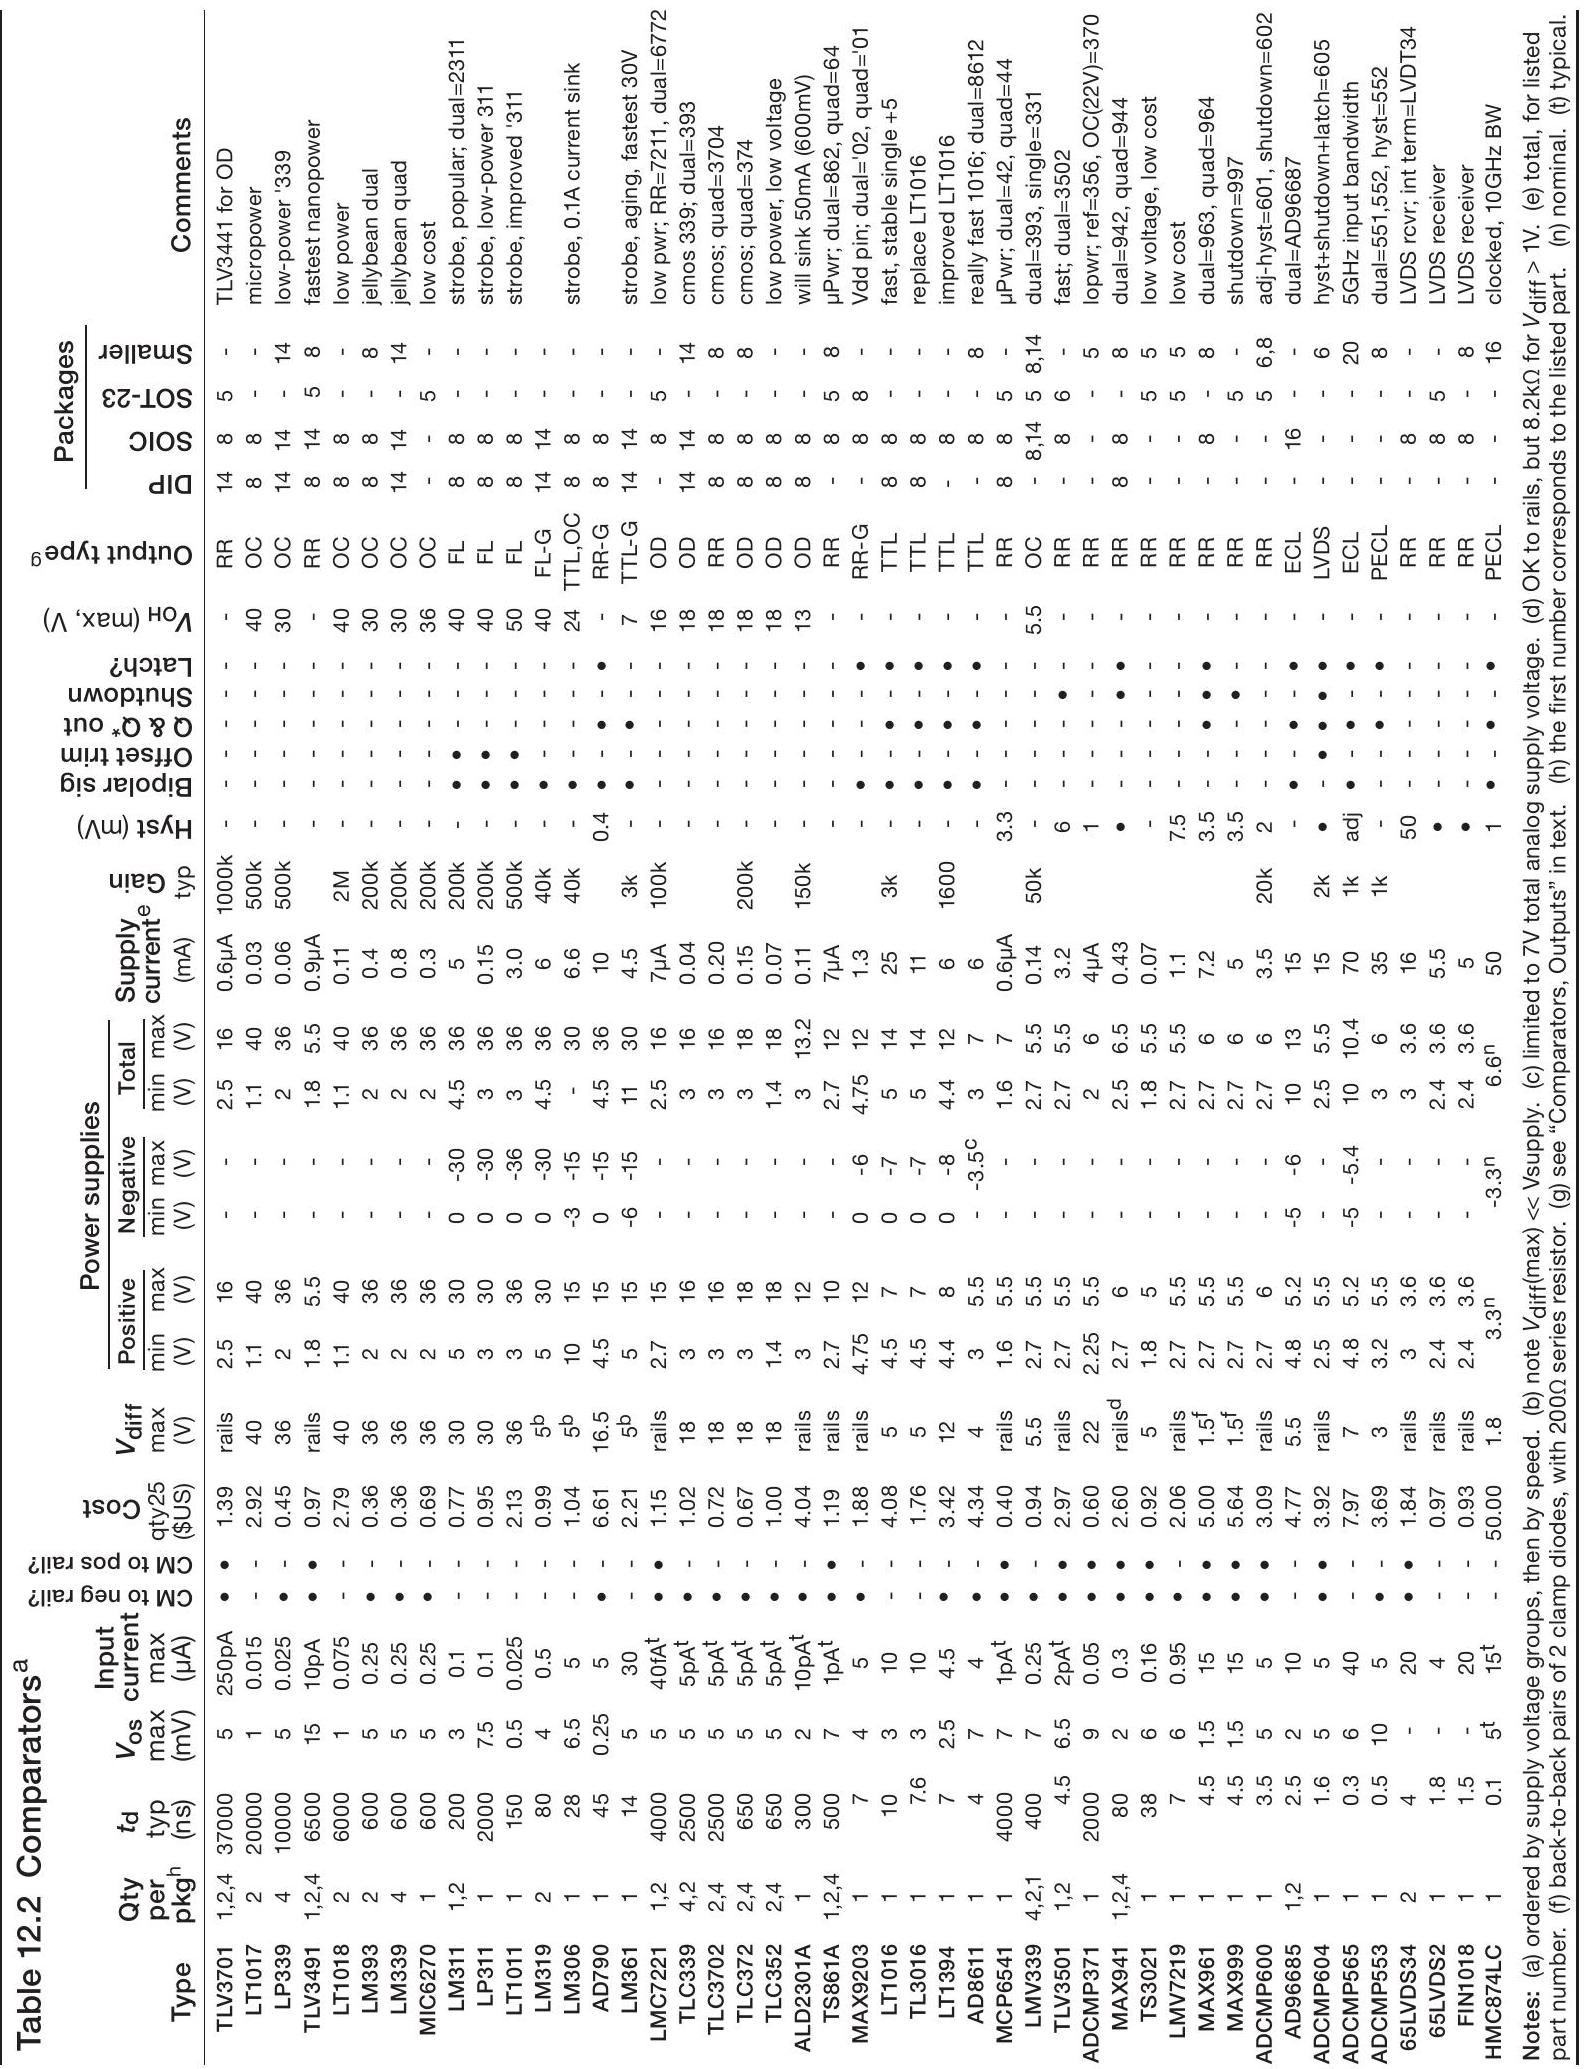 Table 12.2 Comparators^a
Type | Qty per pkg^h | t_d typ (ns) | V_os max (mV) | Input current max (µA) | CM to neg rail? | CM to pos rail? | Cost qty25 ($US) | V_diff max (V) | Power supplies: Positive min (V) max (V) | Negative min (V) max (V) | Total min (V) max (V) | Supply current^e (mA) | Gain typ | Hyst (mV) | Bipolar sig | Offset trim | Q & Q* out | Shutdown | Latch? | V_OH (max, V) | Output type^g | Packages: DIP | SOIC | SOT-23 | Smaller | Comments
TLV3701 1,2,4 37000 5 250pA • • 1.39 rails 2.5 16 - - 2.5 16 0.6µA 1000k - - - - - - - RR 14 8 5 - TLV3441 for OD
LT1017 2 20000 1 0.015 - - 2.92 40 1.1 40 - - 1.1 40 0.03 500k - - - - - - 40 OC 8 8 - - micropower
LP339 4 10000 5 0.025 • - 0.45 36 2 36 - - 2 36 0.06 500k - - - - - - 30 OC 14 14 - 14 low-power '339
TLV3491 1,2,4 6500 15 10pA • • 0.97 rails 1.8 5.5 - - 1.8 5.5 0.9µA - - - - - - - RR 8 14 5 8 fastest nanopower
LT1018 2 6000 1 0.075 - - 2.79 40 1.1 40 - - 1.1 40 0.11 2M - - - - - - 40 OC 8 8 - - low power
LM393 2 600 5 0.25 • - 0.36 36 2 36 - - 2 36 0.4 200k - - - - - - 30 OC 8 8 - 8 jellybean dual
LM339 4 600 5 0.25 • - 0.36 36 2 36 - - 2 36 0.8 200k - - - - - - 30 OC 14 14 - 14 jellybean quad
MIC6270 1 600 5 0.25 • - 0.69 36 2 36 - - 2 36 0.3 200k - - - - - - 36 OC - - 5 - low cost
LM311 1,2 200 3 0.1 - - 0.77 30 5 30 0 -30 4.5 36 5 200k - • • - - - 40 FL 8 8 - - strobe, popular; dual=2311
LP311 1 2000 7.5 0.1 - - 0.95 30 3 30 0 -30 3 36 0.15 200k - • • - - - 40 FL 8 8 - - strobe, low-power 311
LT1011 1 150 0.5 0.025 - - 2.13 36 3 36 0 -36 3 36 3.0 500k - • • - - - 50 FL 8 8 - - strobe, improved '311
LM319 2 80 4 0.5 - - 0.99 5^b 5 30 0 -30 4.5 36 6 40k - • - - - - 40 FL-G 14 14 - -
LM306 1 28 6.5 5 - - 1.04 5^b 10 15 -3 -15 - 30 6.6 40k - • - - - - 24 TTL,OC 8 8 - - strobe, 0.1A current sink
AD790 1 45 0.25 5 • - 6.61 16.5 4.5 15 0 -15 4.5 36 10 0.4 • - • - • - RR-G 8 8 - -
LM361 1 14 5 30 - - 2.21 5^b 5 15 -6 -15 11 30 4.5 3k - • - • - - 7 TTL-G 14 14 - - strobe, aging, fastest 30V
LMC7221 1,2 4000 5 40fA^t • • 1.15 rails 2.7 15 - - 2.5 16 7µA 100k - - - - - - 16 OD - 8 5 - low pwr; RR=7211, dual=6772
TLC339 4,2 2500 5 5pA^t • - 1.02 18 3 16 - - 3 16 0.04 - - - - - - 18 OD 14 14 - 14 cmos 339; dual=393
TLC3702 2,4 2500 5 5pA^t • - 0.72 18 3 16 - - 3 16 0.20 - - - - - - 18 RR 8 8 - 8 cmos; quad=3704
TLC372 2,4 650 5 5pA^t • - 0.67 18 3 18 - - 3 18 0.15 200k - - - - - - 18 OD 8 8 - 8 cmos; quad=374
TLC352 2,4 650 5 5pA^t • - 1.00 18 1.4 18 - - 1.4 18 0.07 - - - - - - 18 OD 8 8 - - low power, low voltage
ALD2301A 1 300 2 10pA^t • - 4.04 rails 3 12 - - 3 13.2 0.11 150k - - - - - - 13 OD 8 8 - - will sink 50mA (600mV)
TS861A 1,2,4 500 7 1pA^t • • 1.19 rails 2.7 10 - - 2.7 12 7µA - - - - - - - RR - 8 5 8 µPwr; dual=862, quad=64
MAX9203 1 7 4 5 • - 1.88 rails 4.75 12 0 -6 4.75 12 1.3 - • - - - • - RR-G - 8 8 - Vdd pin; dual='02, quad='01
LT1016 1 10 3 10 - - 4.08 5 4.5 7 0 -7 5 14 25 3k - • - • - • - TTL 8 8 - - fast, stable single +5
TL3016 1 7.6 3 10 - - 1.76 5 4.5 7 0 -7 5 14 11 - • - • - • - TTL 8 8 - - replace LT1016
LT1394 1 7 2.5 4.5 • - 3.42 12 4.4 8 0 -8 4.4 12 6 1600 - • - • - • - TTL - 8 - - improved LT1016
AD8611 1 4 7 4 • - 4.34 4 3 5.5 - -3.5^c 3 7 6 - • - • - • - TTL - 8 - 8 really fast 1016; dual=8612
MCP6541 1 4000 7 1pA^t • • 0.40 rails 1.6 5.5 - - 1.6 7 0.6µA 3.3 - - - - - - RR 8 8 5 - µPwr, dual=42, quad=44
LMV339 4,2,1 400 7 0.25 • - 0.94 5.5 2.7 5.5 - - 2.7 5.5 0.14 50k - - - - - - 5.5 OC - 8,14 5 8,14 dual=393, single=331
TLV3501 1,2 4.5 6.5 2pA^t • • 2.97 rails 2.7 5.5 - - 2.7 5.5 3.2 6 - - - • - - RR - 8 6 - fast; dual=3502
ADCMP371 1 2000 9 0.05 • • 0.60 22 2.25 5.5 - - 2 6 4µA 1 - - - - - - RR - - - 5 lopwr; ref=356, OC(22V)=370
MAX941 1,2,4 80 2 0.3 • • 2.60 rails^d 2.7 6 - - 2.5 6.5 0.43 • - - - • • - RR 8 8 - 8 dual=942, quad=944
TS3021 1 38 6 0.16 • • 0.92 5 1.8 5 - - 1.8 5.5 0.07 - - - - - - - RR - - 5 5 low voltage, low cost
LMV7219 1 7 6 0.95 • - 2.06 rails 2.7 5.5 - - 2.7 5.5 1.1 7.5 - - - - - - RR - - 5 5 low cost
MAX961 1 4.5 1.5 15 • • 5.00 1.5^f 2.7 5.5 - - 2.7 6 7.2 3.5 - - • • • - RR - 8 - 8 dual=963, quad=964
MAX999 1 4.5 1.5 15 • • 5.64 1.5^f 2.7 5.5 - - 2.7 6 5 3.5 - - - • - - RR - - 5 - shutdown=997
ADCMP600 1 3.5 5 5 • • 3.09 rails 2.7 6 - - 2.7 6 3.5 20k 2 - - - - - - RR - - 5 6,8 adj-hyst=601, shutdown=602
AD96685 1,2 2.5 2 10 - - 4.77 5.5 4.8 5.2 -5 -6 10 13 15 - • - • - • - ECL - 16 - - dual=AD96687
ADCMP604 1 1.6 5 5 • • 3.92 rails 2.5 5.5 - - 2.5 5.5 15 2k • - • • • • - LVDS - - - 6 hyst+shutdown+latch=605
ADCMP565 1 0.3 6 40 - - 7.97 7 4.8 5.2 -5 -5.4 10 10.4 70 1k adj • - • - • - ECL - - - 20 5GHz input bandwidth
ADCMP553 1 0.5 10 5 • - 3.69 3 3.2 5.5 - - 3 6 35 1k - - - • - • - PECL - - - 8 dual=551,552, hyst=552
65LVDS34 2 4 - 20 • • 1.84 rails 3 3.6 - - 3 3.6 16 50 - - - - - - RR - 8 - - LVDS rcvr; int term=LVDT34
65LVDS2 1 1.8 - 4 - - 0.97 rails 2.4 3.6 - - 2.4 3.6 5.5 • - - - - - - RR - 8 5 - LVDS receiver
FIN1018 1 1.5 - 20 - - 0.93 rails 2.4 3.6 - - 2.4 3.6 5 • - - - - - - RR - 8 - 8 LVDS receiver
HMC874LC 1 0.1 5^t 15^t - - 50.00 1.8 3.3^n -3.3^n 6.6^n 50 1 • - • - • - PECL - - - 16 clocked, 10GHz BW
Notes: (a) ordered by supply voltage groups, then by speed. (b) note V_diff(max) << Vsupply. (c) limited to 7V total analog supply voltage. (d) OK to rails, but 8.2kΩ for V_diff > 1V. (e) total, for listed
part number. (f) back-to-back pairs of 2 clamp diodes, with 200Ω series resistor. (g) see “Comparators, Outputs” in text. (h) the first number corresponds to the listed part. (n) nominal. (t) typical.